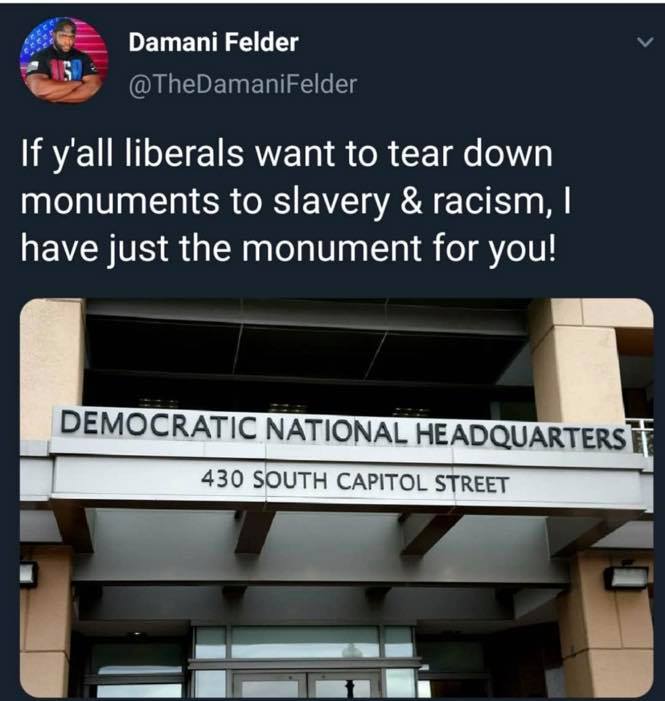 Damani Felder
@TheDamaniFelder
If y'all liberals want to tear down
monuments to slavery & racism, I
have just the monument for you!
DEMOCRATIC NATIONAL HEADQUARTERS
430 SOUTH CAPITOL STREET